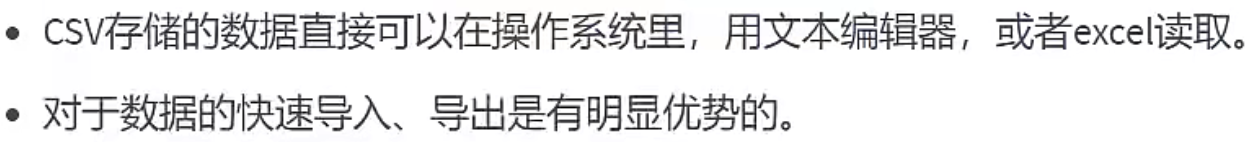 • CSV存储的数据直接可以在操作系统里，用文本编辑器，或者excel读取。
• 对于数据的快速导入、导出是有明显优势的。